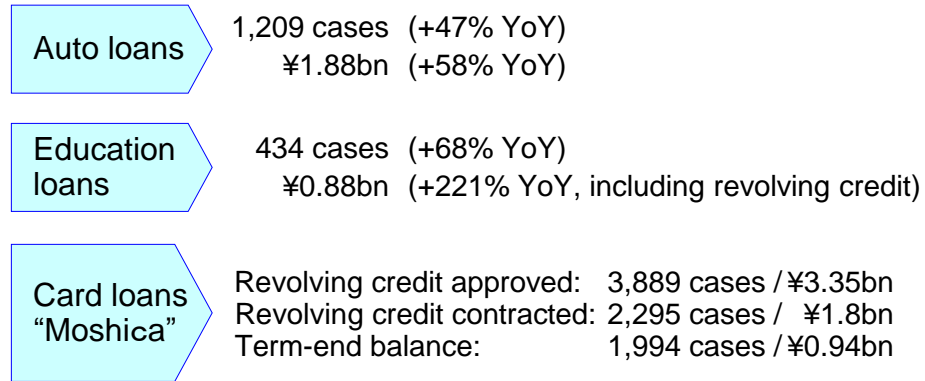 Auto loans
1,209 cases (+47% YoY)
¥1.88bn (+58% YoY)
Education
loans
434 cases (+68% YoY)
¥0.88bn (+221% YoY, including revolving credit)
Card loans
“Moshica”
Revolving credit approved: 3,889 cases / ¥3.35bn
Revolving credit contracted: 2,295 cases / ¥1.8bn
Term-end balance: 1,994 cases / ¥0.94bn